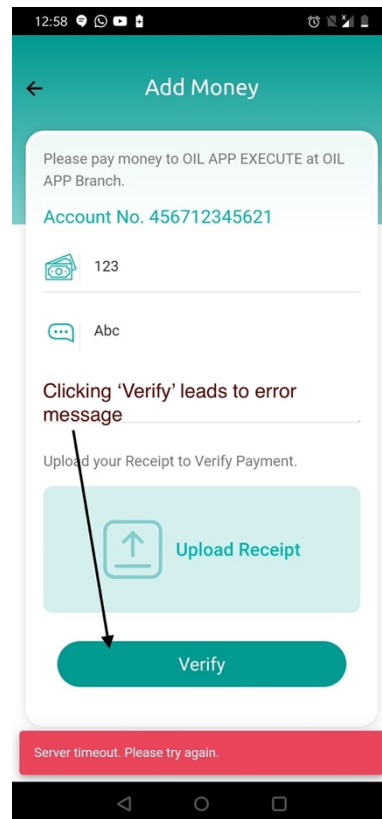 12:58
Add Money
Please pay money to OIL APP EXECUTE at OIL
APP Branch.
Account No. 456712345621
123
Abc
Clicking ‘Verify’ leads to error
message
Upload your Receipt to Verify Payment.
Upload Receipt
Verify
Server timeout. Please try again.